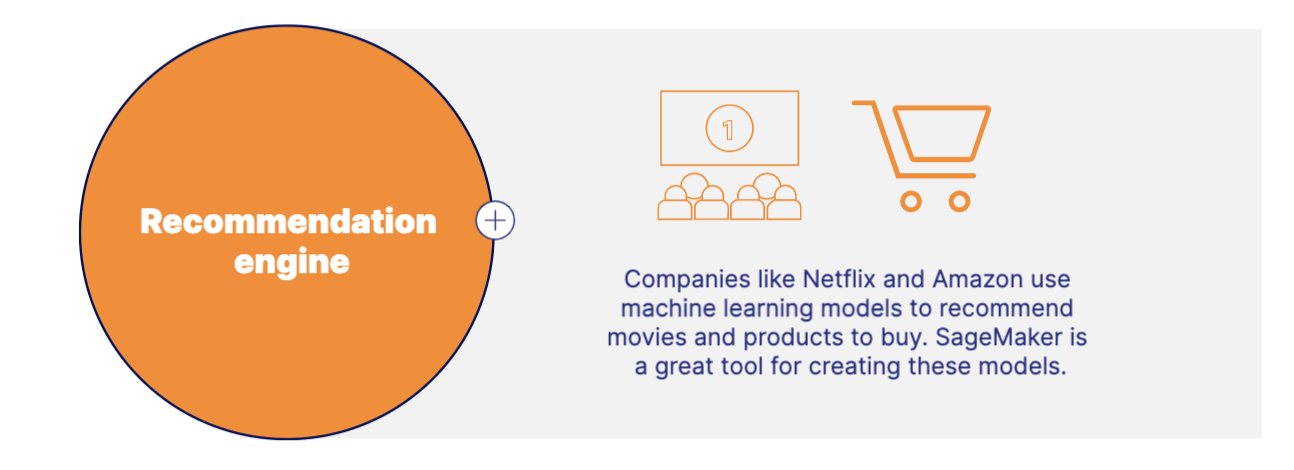 Recommendation
engine
1
Companies like Netflix and Amazon use
machine learning models to recommend
movies and products to buy. SageMaker is
a great tool for creating these models.